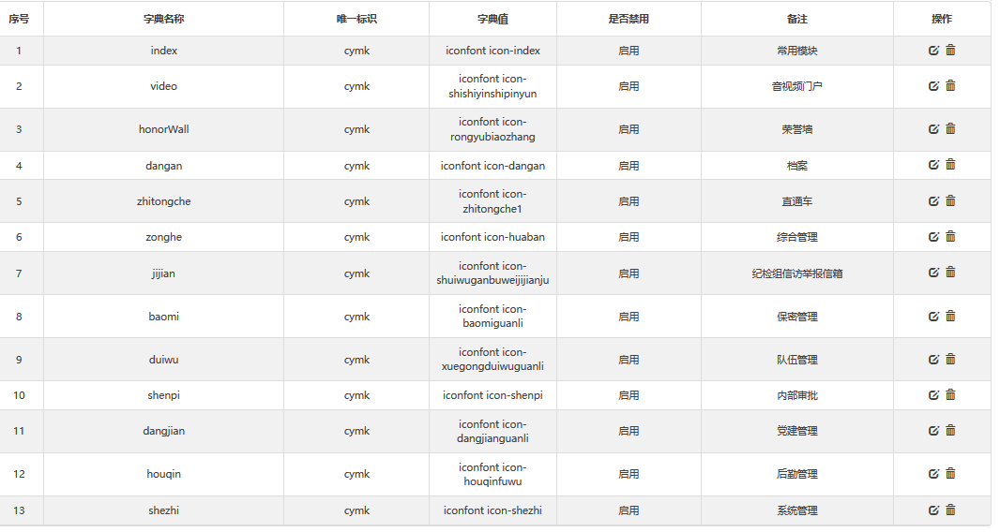 序号 字典名称 唯一标识 字典值 是否禁用 备注 操作
1 index cymk iconfont icon-index 启用 常用模块
2 video cymk iconfont icon-
shishiyinshipinyun 启用 音视频门户
3 honorWall cymk iconfont icon-
rongyubiaozhang 启用 荣誉墙
4 dangan cymk iconfont icon-dangan 启用 档案
5 zhitongche cymk iconfont icon-
zhitongche1 启用 直通车
6 zonghe cymk iconfont icon-huaban 启用 综合管理
7 jijian cymk iconfont icon-
shuiwuganbuweijijianju 启用 纪检组信访举报信箱
8 baomi cymk iconfont icon-
baomiguanli 启用 保密管理
9 duiwu cymk iconfont icon-
xuegongduiwuguanli 启用 队伍管理
10 shenpi cymk iconfont icon-shenpi 启用 内部审批
11 dangjian cymk iconfont icon-
dangjianguanli 启用 党建管理
12 houqin cymk iconfont icon-
houqinfuwu 启用 后勤管理
13 shezhi cymk iconfont icon-shezhi 启用 系统管理